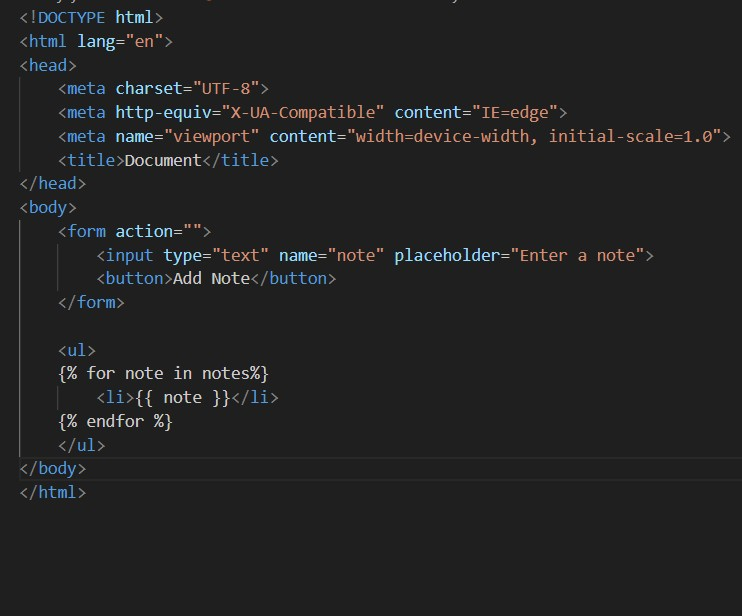 <!DOCTYPE html>
<html lang="en">
<head>
    <meta charset="UTF-8">
    <meta http-equiv="X-UA-Compatible" content="IE=edge">
    <meta name="viewport" content="width=device-width, initial-scale=1.0">
    <title>Document</title>
</head>
<body>
    <form action="">
        <input type="text" name="note" placeholder="Enter a note">
        <button>Add Note</button>
    </form>

    <ul>
    {% for note in notes%}
        <li>{{ note }}</li>
    {% endfor %}
    </ul>
</body>
</html>